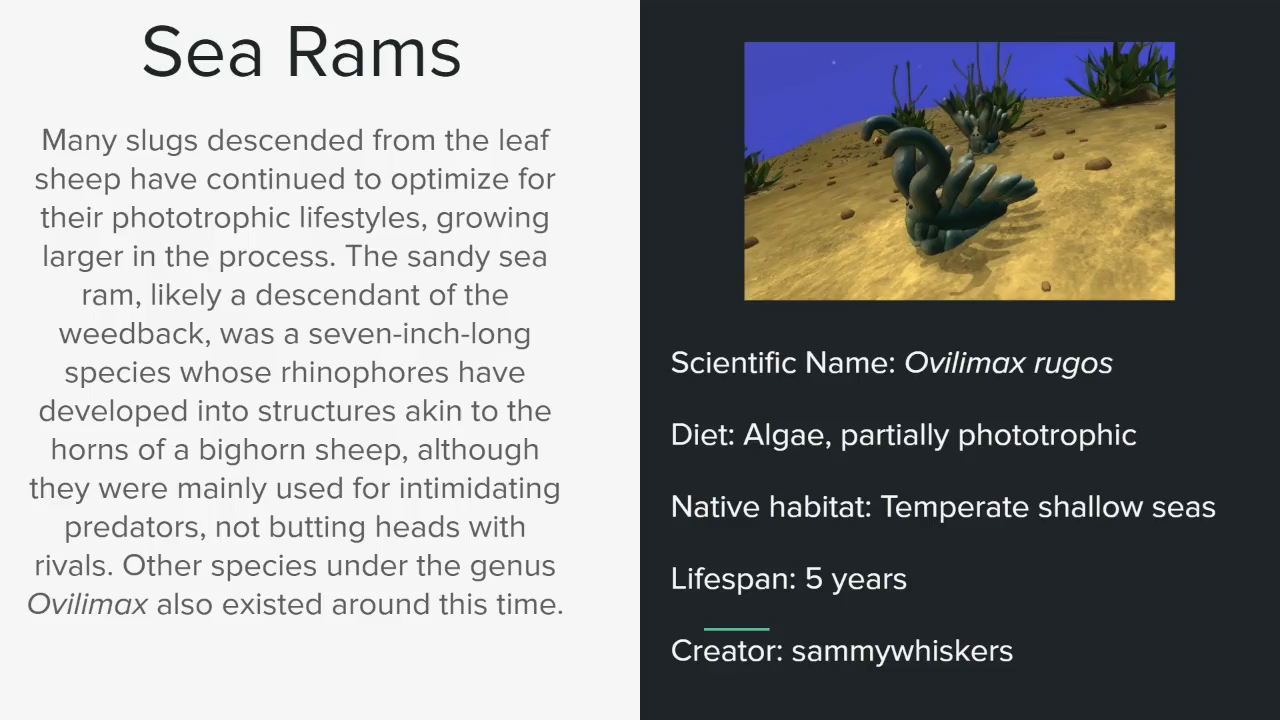 Sea Rams
Many slugs descended from the leaf
sheep have continued to optimize for
their phototrophic lifestyles, growing
larger in the process. The sandy sea
ram, likely a descendant of the
weedback, was a seven-inch-long
species whose rhinophores have
developed into structures akin to the
horns of a bighorn sheep, although
they were mainly used for intimidating
predators, not butting heads with
rivals. Other species under the genus
Ovilimax also existed around this time.
Scientific Name: Ovilimax rugos
Diet: Algae, partially phototrophic
Native habitat: Temperate shallow seas
Lifespan: 5 years
Creator: sammywhiskers